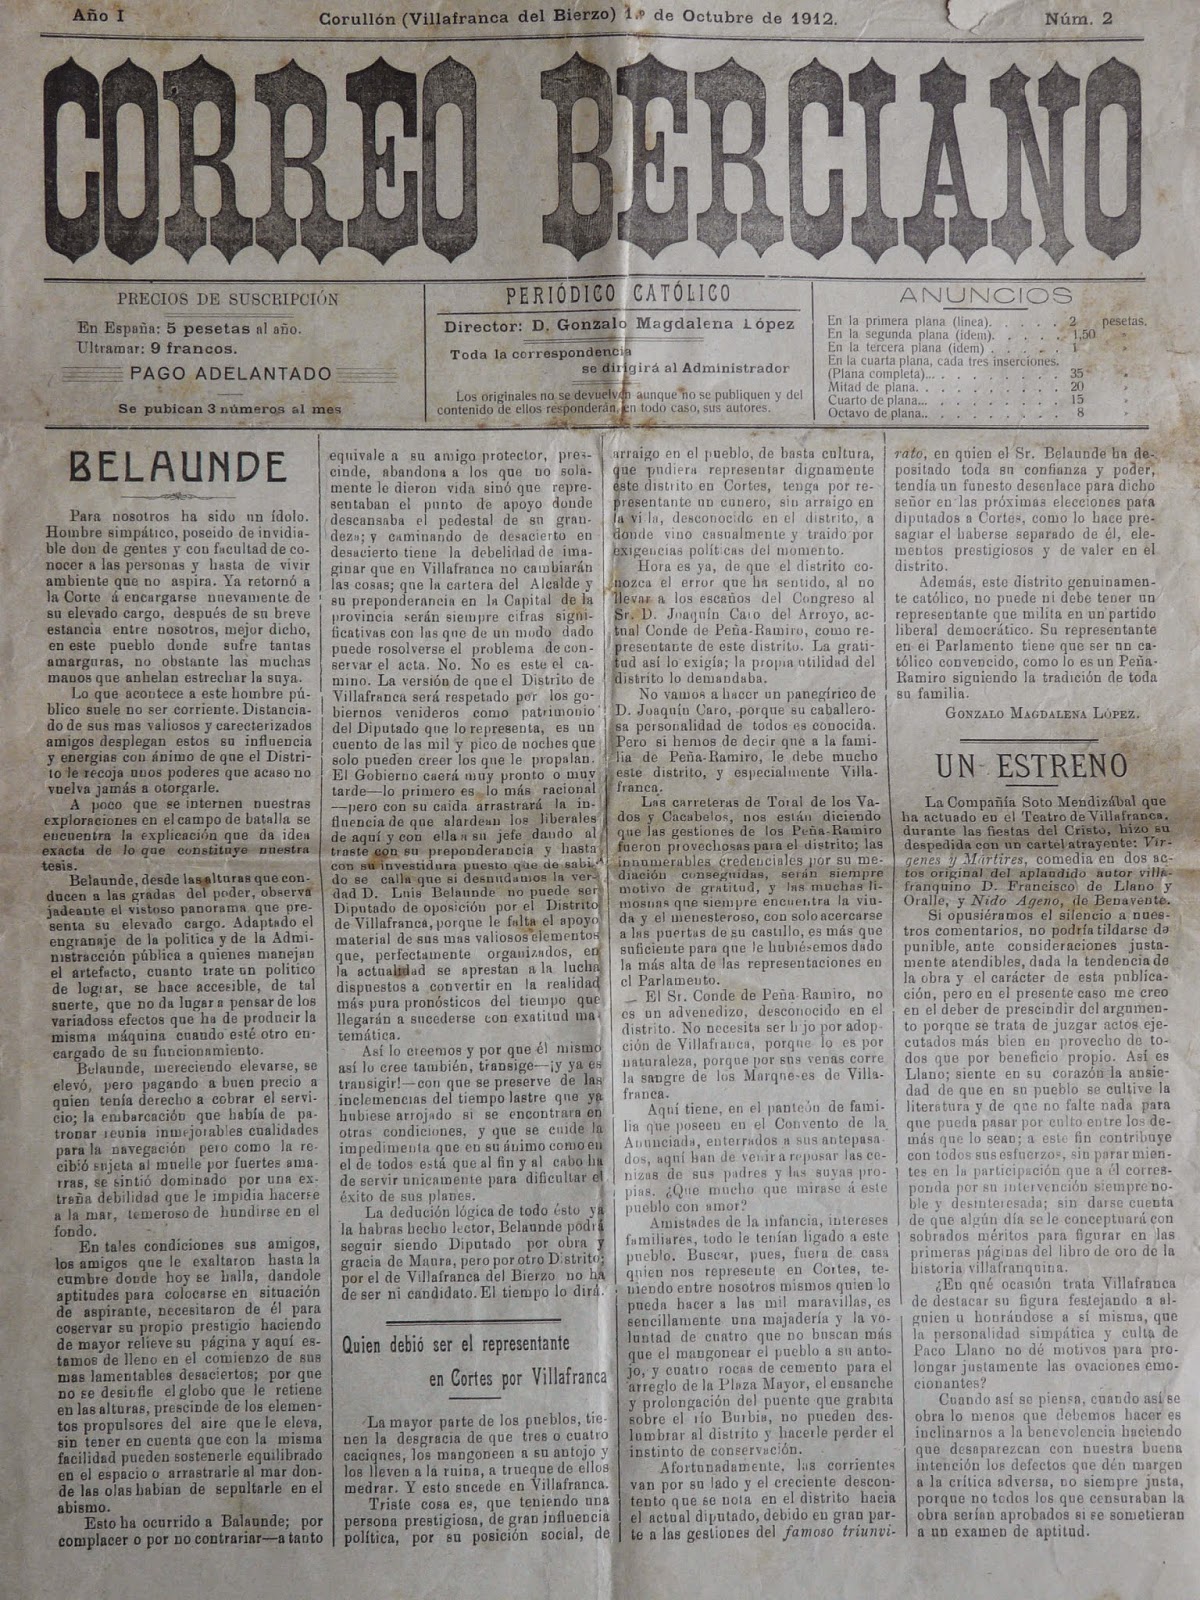 Año I
Corullón (Villafranca del Bierzo) 1.º de Octubre de 1912.
Núm. 2
CORREO BERCIANO
PRECIOS DE SUSCRIPCIÓN
En España: 5 pesetas al año.
Ultramar: 9 francos.
PAGO ADELANTADO
Se pubican 3 números al mes
PERIÓDICO CATÓLICO
Director: D. Gonzalo Magdalena López
Toda la correspondencia
se dirigirá al Administrador
Los originales no se devuelven aunque no se publiquen y del
contenido de ellos responderán, en todo caso, sus autores.
ANUNCIOS
En la primera plana (linea). . . . . 2 pesetas.
En la segunda plana (idem). . . . . 1,50 »
En la tercera plana (idem) . . . . . 1 »
En la cuarta plana, cada tres inserciones.
(Plana completa)... . . . . . . . . 35 »
Mitad de plana. . . . . . . . . . 20 »
Cuarto de plana... . . . . . . . . 15 »
Octavo de plana.. . . . . . . . . 8 »
BELAUNDE
Para nosotros ha sido un ídolo.
Hombre simpático, poseido de invidia-
ble don de gentes y con facultad de co-
nocer a las personas y hasta de vivir
ambiente que no aspira. Ya retornó a
la Corte á encargarse nuevamente de
su elevado cargo, después de su breve
estancia entre nosotros, mejor dicho,
en este pueblo donde sufre tantas
amarguras, no obstante las muchas
manos que anhelan estrechar la suya.
Lo que acontece a este hombre pú-
blico suele no ser corriente. Distancia-
do de sus mas valiosos y carecterizados
amigos desplegan estos su influencia
y energías con ánimo de que el Distri-
to le recoja unos poderes que acaso no
vuelva jamás a otorgarle.
A poco que se internen nuestras
exploraciones en el campo de batalla se
encuentra la explicación que da idea
exacta de lo que constituye nuestra
tesis.
Belaunde, desde las alturas que con-
ducen a las gradas del poder, observa
jadeante el vistoso panorama que pre-
senta su elevado cargo. Adaptado el
engranaje de la politica y de la Admi-
nistracción pública a quienes manejan
el artefacto, cuanto trate un politico
de lograr, se hace accesible, de tal
suerte, que no da lugar a pensar de los
variadoss efectos que ha de producir la
misma máquina cuando esté otro en-
cargado de su funcionamiento.
Belaunde, mereciendo elevarse, se
elevó, pero pagando a buen precio a
quien tenía derecho a cobrar el servi-
cio; la embarcación que había de pa-
tronar reunia inmejorables cualidades
para la navegación pero como la re-
cibió sujeta al muelle por fuertes ama-
rras, se sintió dominado por una ex-
traña debilidad que le impidia hacerse
a la mar, temeroso de hundirse en el
fondo.
En tales condiciones sus amigos,
los amigos que le exaltaron hasta la
cumbre donde hoy se halla, dandole
aptitudes para colocarse en situación
de aspirante, necesitaron de él para
coservar su propio prestigio haciendo
de mayor relieve su página y aquí es-
tamos de lleno en el comienzo de sus
mas lamentables desaciertos; por que
no se desinfle el globo que le retiene
en las alturas, prescinde de los elemen-
tos propulsores del aire que le eleva,
sin tener en cuenta que con la misma
facilidad pueden sostenerle equilibrado
en el espacio o arrastrarle al mar don-
de las olas habian de sepultarle en el
abismo.
Esto ha ocurrido a Balaunde; por
complacer o por no contrariar—a tanto
equivale a su amigo protector, pres-
cinde, abandona a los que no sola-
mente le dieron vida sinó que repre-
sentaban el punto de apoyo donde
descansaba el pedestal de su gran-
deza; y caminando de desacierto en
desacierto tiene la debelidad de ima-
ginar que en Villafranca no cambiarán
las cosas; que la cartera del Alcalde y
su preponderancia en la Capital de la
provincia serán siempre cifras signi-
ficativas con las que de un modo dado
puede rosolverse el problema de con-
servar el acta. No. No es este el ca-
mino. La versión de que el Distrito de
Villafranca será respetado por los go-
biernos venideros como patrimonio
del Diputado que lo representa, es un
cuento de las mil y pico de noches que
solo pueden creer los que le propalan.
El Gobierno caerá muy pronto o muy
tarde—lo primero es lo más racional
—pero con su caida arrastrará la in-
fluencia de que alardean los liberales
de aquí y con ella a su jefe dando al
traste con su preponderancia y hasta
con su investidura puesto que de sabi-
do se calla que si desnudamos la ver-
dad D. Luis Belaunde no puede ser
Diputado de oposición por el Distrito
de Villafranca, porque le falta el apoyo
material de sus mas valiosos elementos
que, perfectamente organizados, en
la actualidad se aprestan a la lucha
dispuestos a convertir en la realidad
más pura pronósticos del tiempo que
llegarán a sucederse con exatitud ma-
temática.
Así lo creemos y por que él mismo
así lo cree también, transige—¡y ya es
transigir!—con que se preserve de las
inclemencias del tiempo lastre que ya
hubiese arrojado si se encontrara en
otras condiciones, y que se cuide la
impedimenta que en su ánimo como en
el de todos está que al fin y al cabo ha
de servir unicamente para dificultar el
éxito de sus planes.
La dedución lógica de todo ésto ya
la habras hecho lector, Belaunde podrá
seguir siendo Diputado por obra y
gracia de Maura, pero por otro Distrito;
por el de Villafranca del Bierzo no ha
de ser ni candidato. El tiempo lo dirá.
Quien debió ser el representante
en Cortes por Villafranca
La mayor parte de los pueblos, tie-
nen la desgracia de que tres o cuatro
caciques, los mangoneen a su antojo y
los lleven a la ruina, a trueque de ellos
medrar. Y esto sucede en Villafranca.
Triste cosa es, que teniendo una
persona prestigiosa, de gran influencia
política, por su posición social, de
arraigo en el pueblo, de basta cultura,
que pudiera representar dignamente
este distrito en Cortes, tenga por re-
presentante un cunero, sin arraigo en
la villa, desconocido en el distrito, a
donde vino casualmente y traido por
exigencias políticas del momento.
Hora es ya, de que el distrito co-
nozca el error que ha sentido, al no
llevar a los escaños del Congreso al
Sr. D. Joaquín Caro del Arroyo, ac-
tual Conde de Peña-Ramiro, como re-
presentante de este distrito. La grati-
tud así lo exigía; la propia utilidad del
distrito lo demandaba.
No vamos a hacer un panegírico de
D. Joaquín Caro, porque su caballero-
sa personalidad de todos es conocida.
Pero si hemos de decir que a la fami-
lia de Peña-Ramiro, le debe mucho
este distrito, y especialmente Villa-
franca.
Las carreteras de Toral de los Va-
dos y Cacabelos, nos están diciendo
que las gestiones de los Peña-Ramiro
fueron provechosas para el distrito; las
innumerables credenciales por su me-
diación conseguidas, serán siempre
motivo de gratitud, y las muchas li-
mosnas que siempre encuentra la viu-
da y el menesteroso, con solo acercarse
a las puertas de su castillo, es más que
suficiente para que le hubiésemos dado
la más alta de las representaciones en
el Parlamento.
El Sr. Conde de Peña-Ramiro, no
es un advenedizo, desconocido en el
distrito. No necesita ser hijo por adop-
ción de Villafranca, porque lo es por
naturaleza, porque por sus venas corre
la sangre de los Marqueses de Villa-
franca.
Aquí tiene, en el panteón de fami-
lia que poseen en el Convento de la
Anunciada, enterrados a sus antepasa-
dos, aquí han de venir a reposar las ce-
nizas de sus padres y las suyas pro-
pias. ¿Que mucho que mirase á este
pueblo con amor?
Amistades de la infancia, intereses
familiares, todo le tenían ligado a este
pueblo. Buscar, pues, fuera de casa
quien nos represente en Cortes, te-
niendo entre nosotros mismos quien lo
pueda hacer a las mil maravillas, es
sencillamente una majadería y la vo-
luntad de cuatro que no buscan más
que el mangonear el pueblo a su anto-
jo, y cuatro rocas de cemento para el
arreglo de la Plaza Mayor, el ensanche
y prolongación del puente que grabita
sobre el río Burbia, no pueden des-
lumbrar al distrito y hacerle perder el
instinto de conservación.
Afortunadamente, las corrientes
van por su lado y el creciente descon-
tento que se nota en el distrito hacia
el actual diputado, debido en gran par-
te a las gestiones del famoso triunvi-
rato, en quien el Sr. Belaunde ha de-
positado toda su confianza y poder,
tendía un funesto desenlace para dicho
señor en las próximas elecciones para
diputados a Cortes, como lo hace pre-
sagiar el haberse separado de él, ele-
mentos prestigiosos y de valer en el
distrito.
Además, este distrito genuinamen-
te católico, no puede ni debe tener un
representante que milita en un partido
liberal democrático. Su representante
en el Parlamento tiene que ser un ca-
tólico convencido, como lo es un Peña-
Ramiro siguiendo la tradición de toda
su familia.
GONZALO MAGDALENA LÓPEZ.
UN ESTRENO
La Compañía Soto Mendizábal que
ha actuado en el Teatro de Villafranca,
durante las fiestas del Cristo, hizo su
despedida con un cartel atrayente: Vir-
genes y Mártires, comedia en dos ac-
tos original del aplaudido autor villa-
franquino D. Francisco de Llano y
Oralle, y Nido Ageno, de Benavente.
Si opusiéramos el silencio a nues-
tros comentarios, no podría tildarse de
punible, ante consideraciones justa-
mente atendibles, dada la tendencia de
la obra y el carácter de esta publica-
ción, pero en el presente caso me creo
en el deber de prescindir del argumen-
to porque se trata de juzgar actos eje-
cutados más bien en provecho de to-
dos que por beneficio propio. Así es
Llano; siente en su corazón la ansie-
dad de que en su pueblo se cultive la
literatura y de que no falte nada para
que pueda pasar por culto entre los de-
más que lo sean; a este fin contribuye
con todos sus esfuerzos, sin parar mien-
tes en la participación que a él corres-
ponda por su intervención siempre no-
ble y desinteresada; sin darse cuenta
de que algún día se le conceptuará con
sobrados méritos para figurar en las
primeras páginas del libro de oro de la
historia villafranquina.
¿En qué ocasión trata Villafranca
de destacar su figura festejando a al-
guien u honrándose a sí misma, que
la personalidad simpática y culta de
Paco Llano no dé motivos para pro-
longar justamente las ovaciones emo-
cionantes?
Cuando así se piensa, cuando así se
obra lo menos que debemos hacer es
inclinarnos a la benevolencia haciendo
que desaparezcan con nuestra buena
intención los defectos que dén margen
a la crítica adversa, no siempre justa,
porque no todos los que censuraban la
obra serían aprobados si se sometieran
a un examen de aptitud.